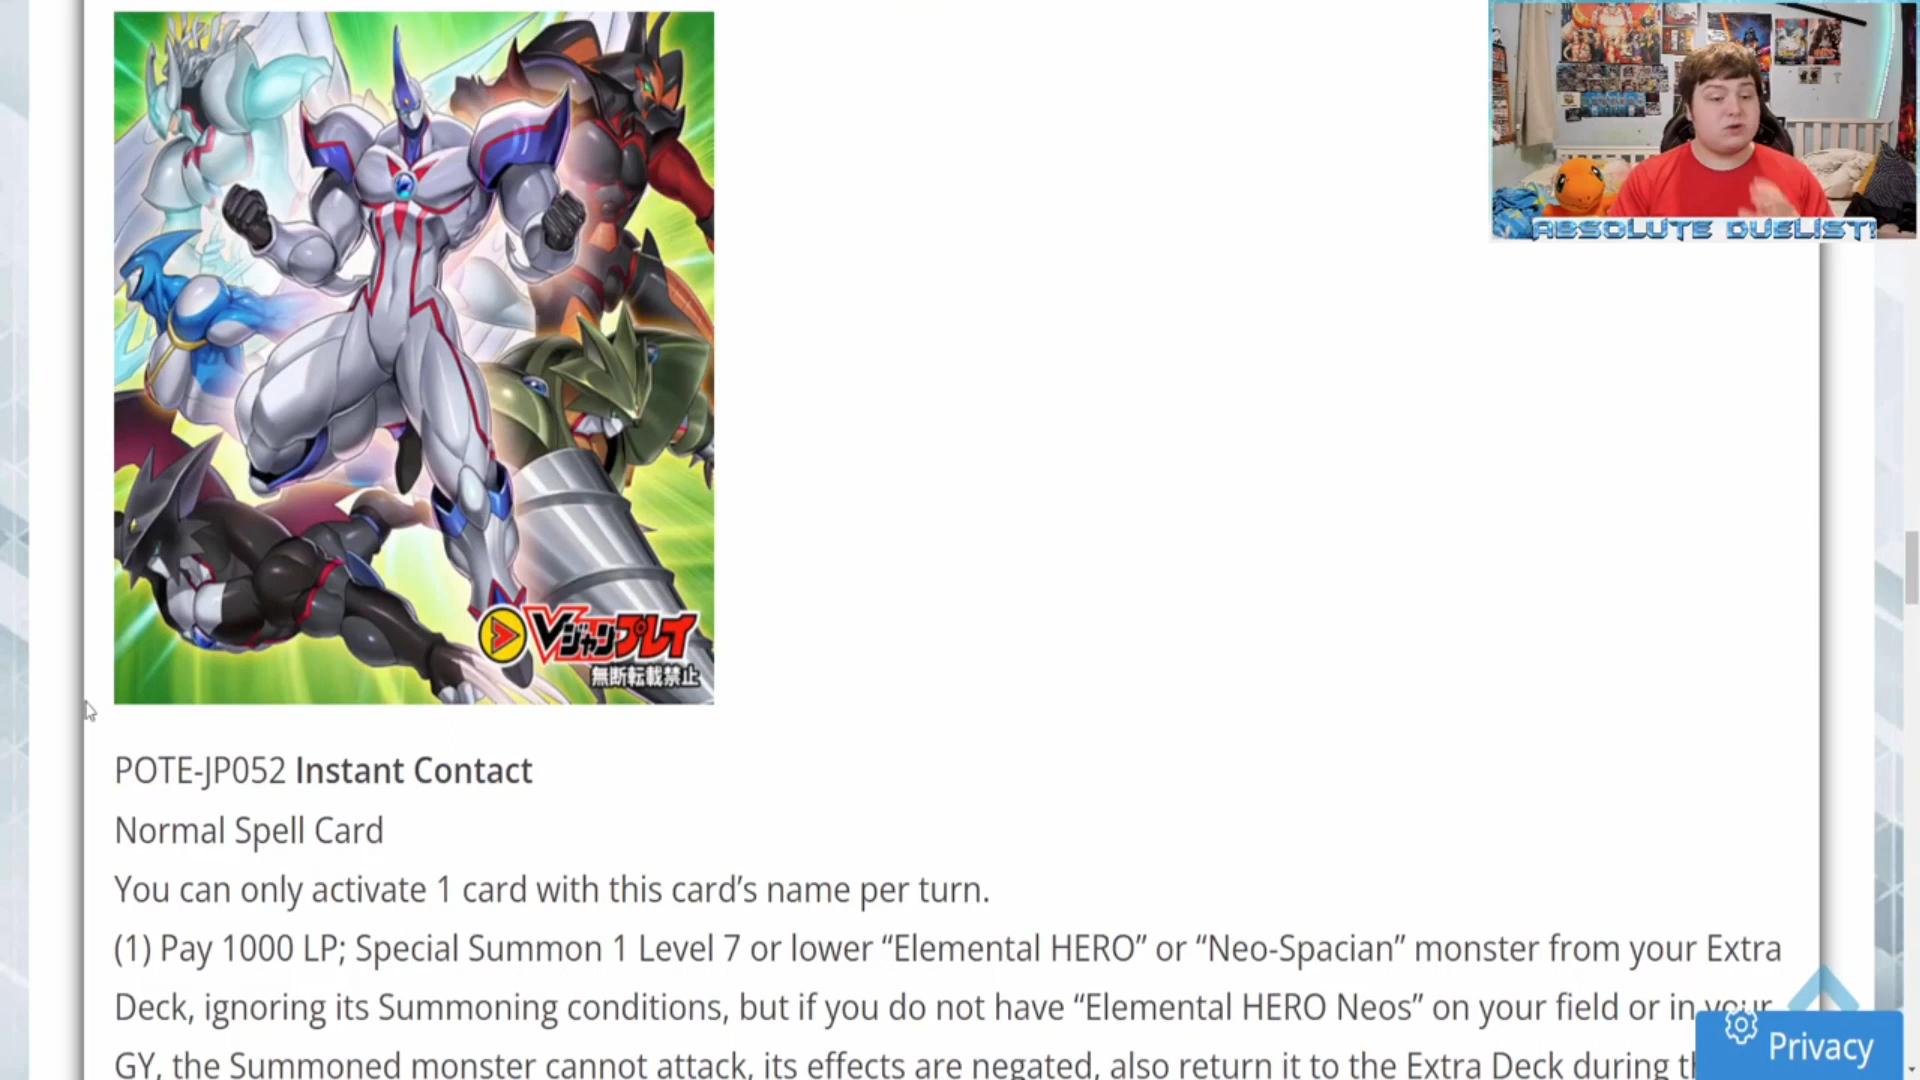 ABSOLUTE DUELIST!
Vジャンプレイ
無断転載禁止
POTE-JP052 Instant Contact
Normal Spell Card
You can only activate 1 card with this card’s name per turn.
(1) Pay 1000 LP; Special Summon 1 Level 7 or lower “Elemental HERO” or “Neo-Spacian” monster from your Extra
Deck, ignoring its Summoning conditions, but if you do not have “Elemental HERO Neos” on your field or in your
GY, the Summoned monster cannot attack, its effects are negated, also return it to the Extra Deck during
Privacy